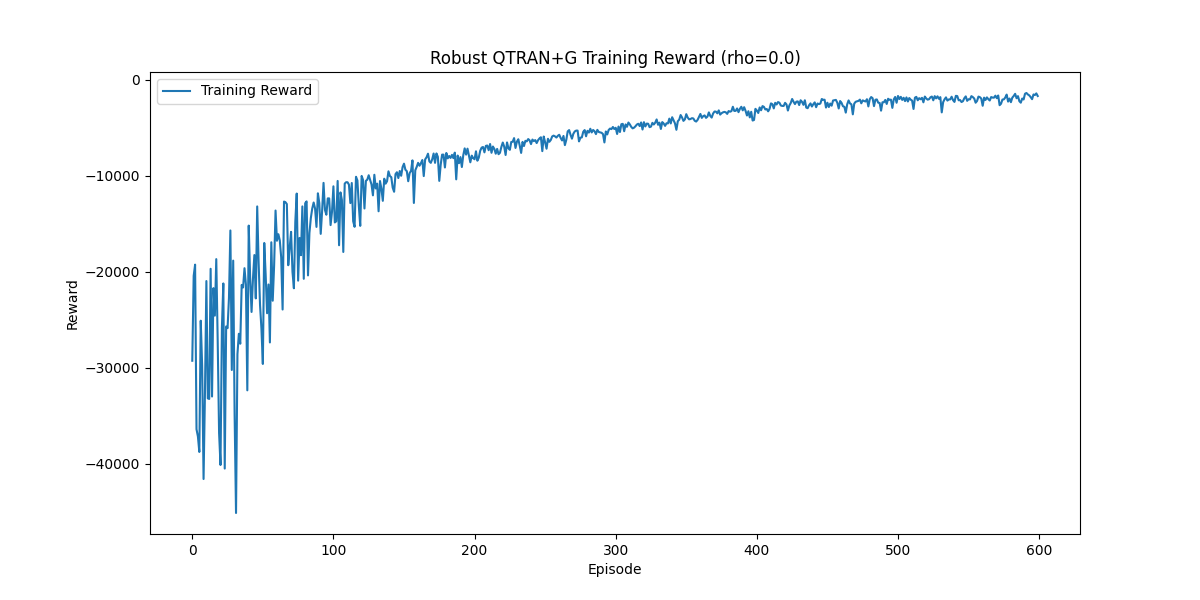 Robust QTRAN+G Training Reward (rho=0.0)
Training Reward
0
−10000
−20000
−30000
−40000
Reward
0 100 200 300 400 500 600
Episode